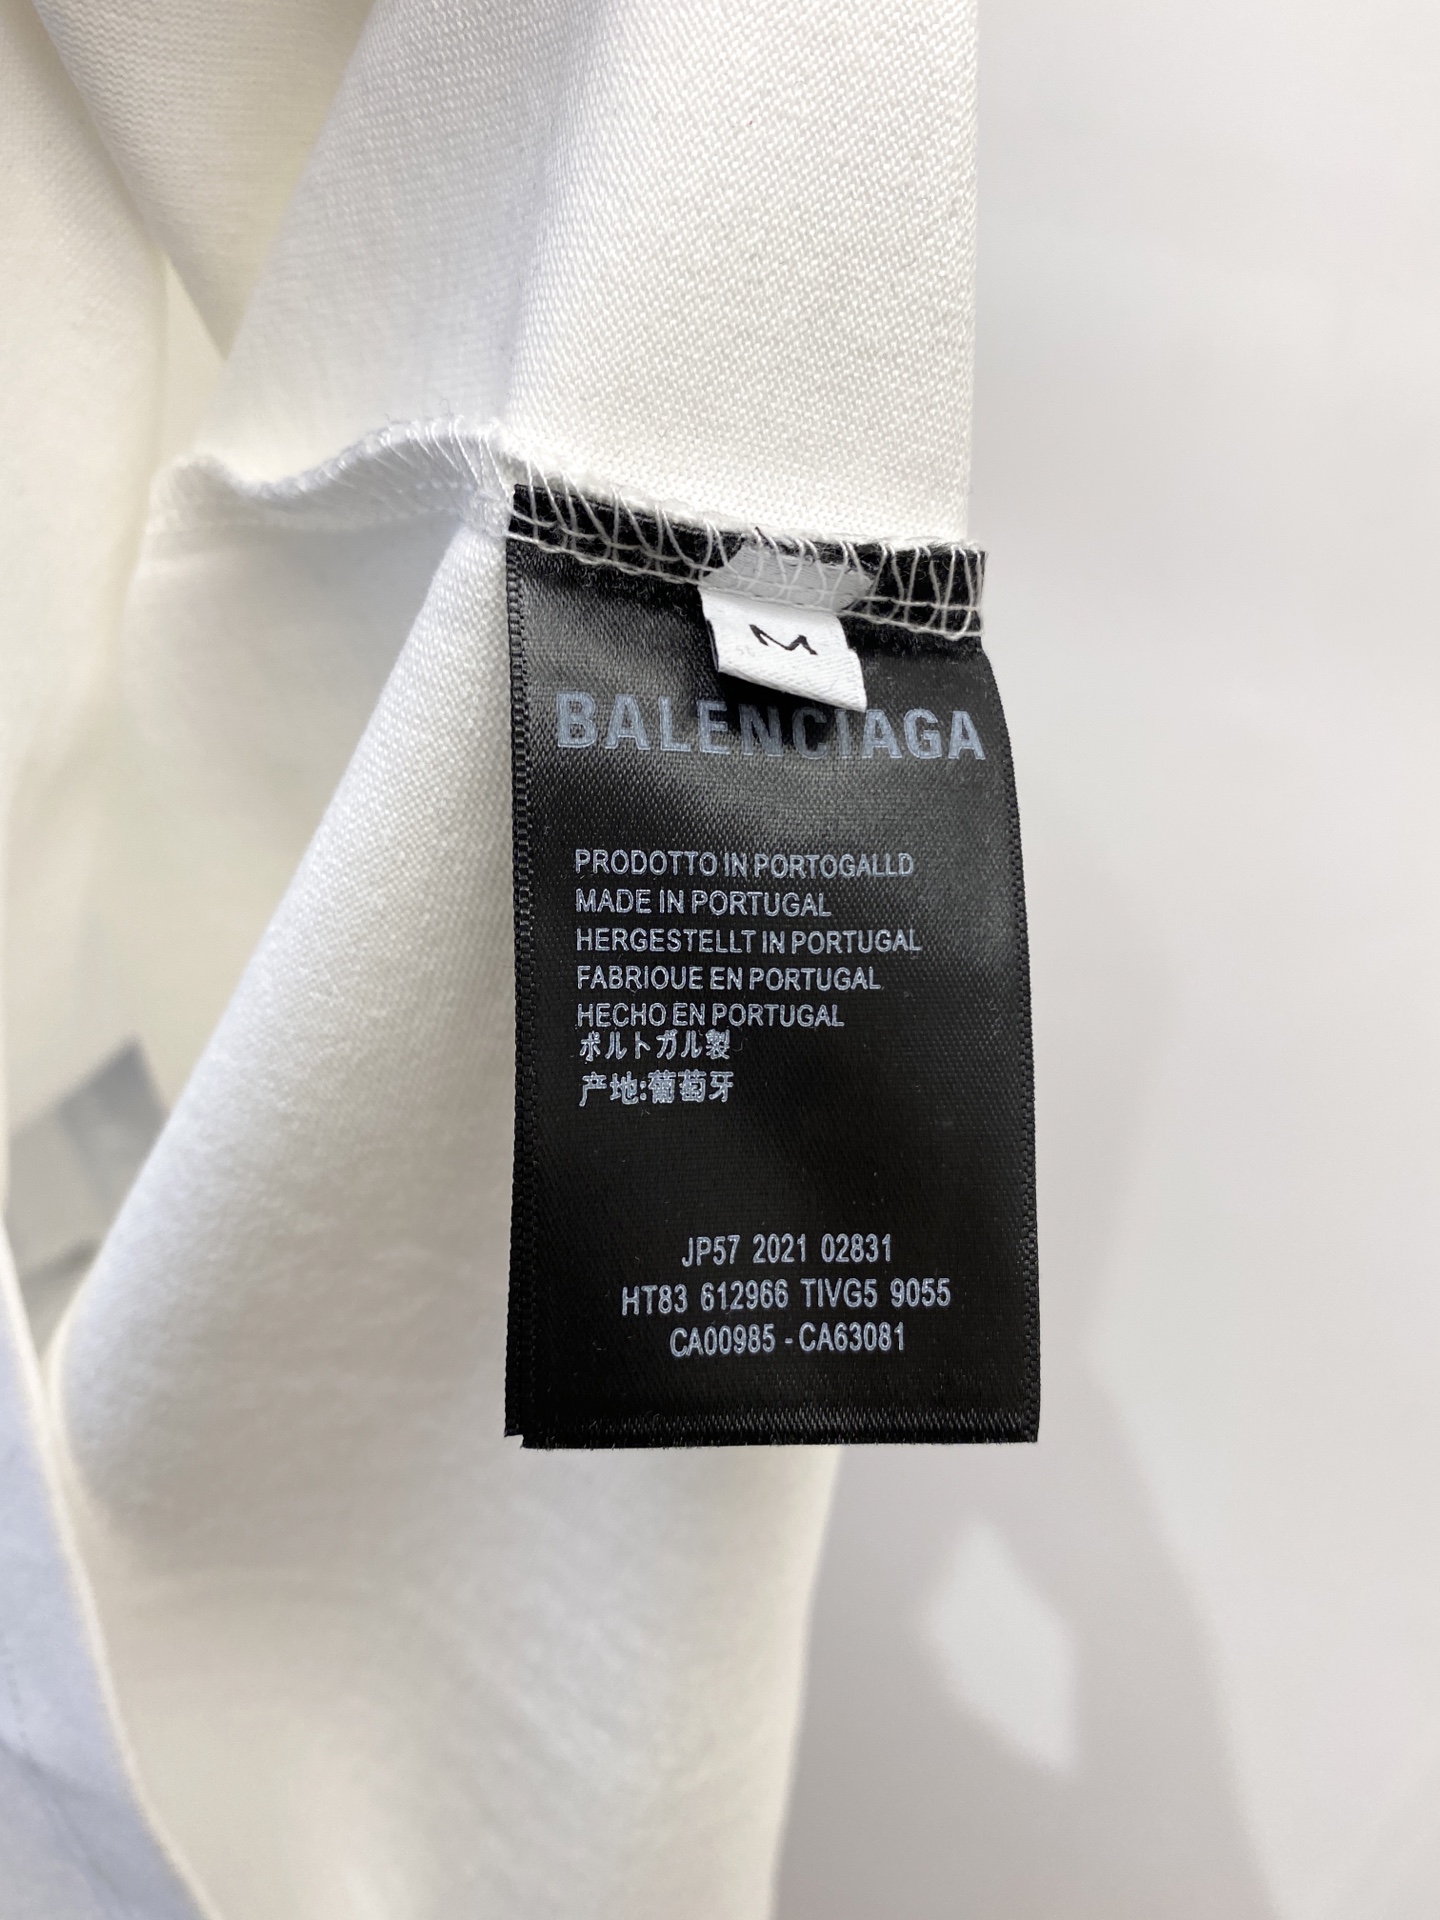 M
BALENCIAGA
PRODOTTO IN PORTOGALLD
MADE IN PORTUGAL
HERGESTELLT IN PORTUGAL
FABRIOUE EN PORTUGAL
HECHO EN PORTUGAL
ポルトガル製
产地:葡萄牙
JP57 2021 02831
HT83 612966 TIVG5 9055
CA00985 - CA63081